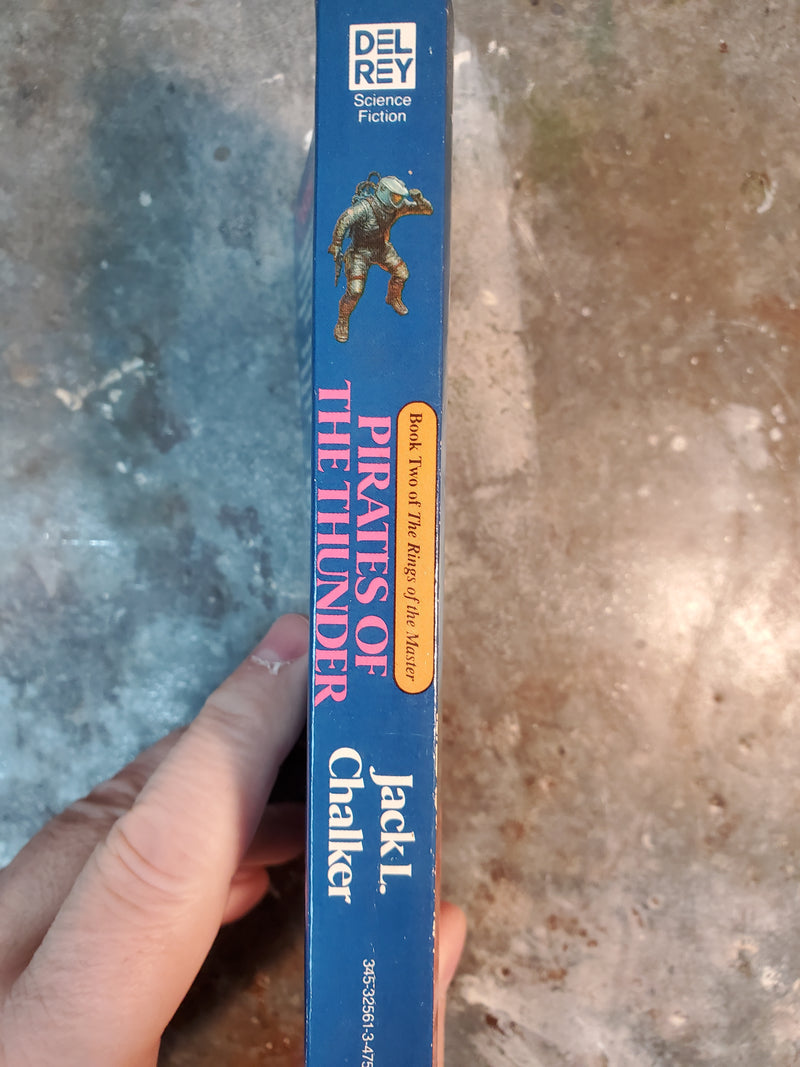 DEL
REY
Science
Fiction
Book Two of The Rings of the Master
PIRATES OF
THE THUNDER
Jack L.
Chalker
345-32561-3-475